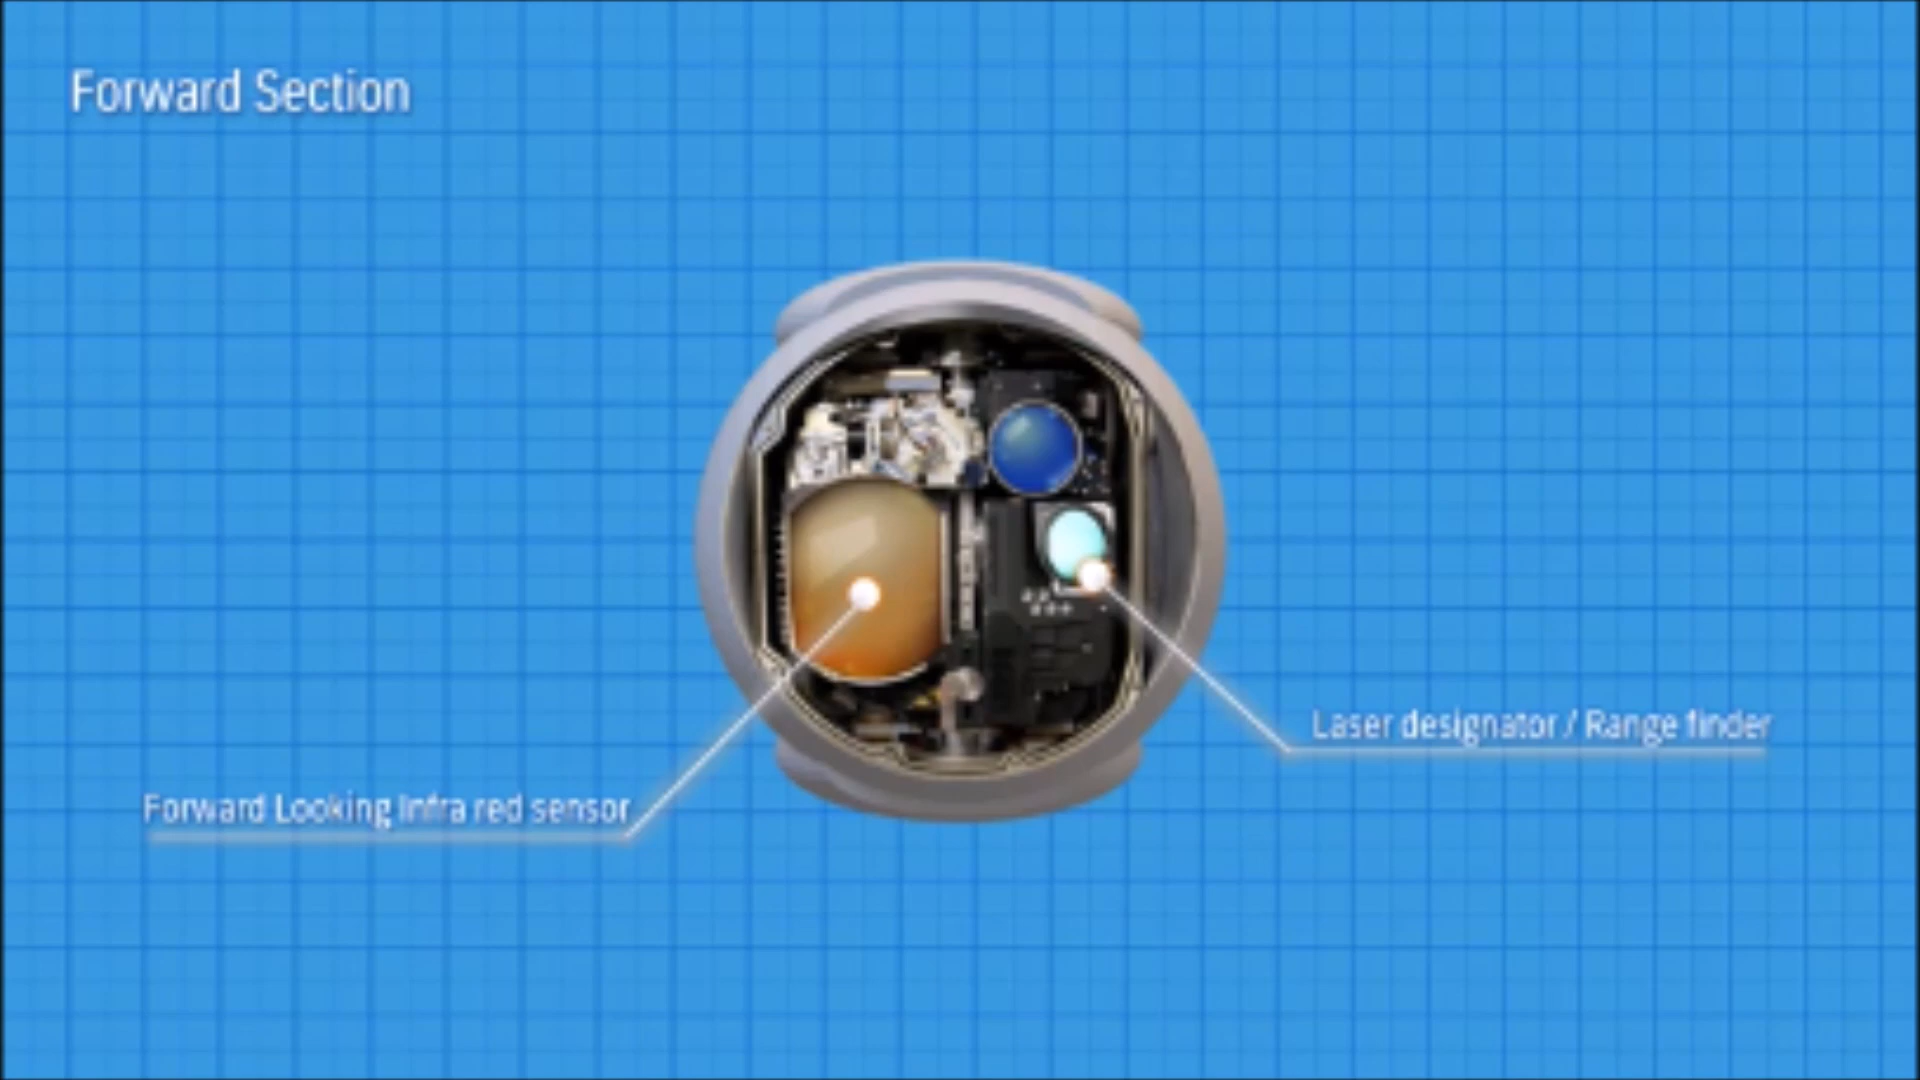 Forward Section
Laser designator / Range finder
Forward Looking Infra red sensor